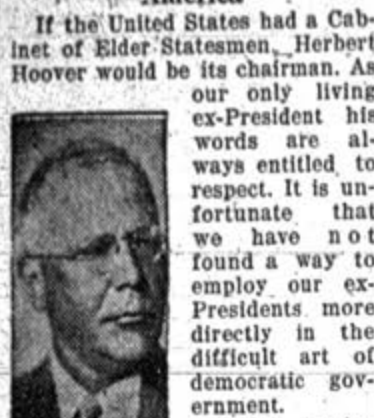 America
If the United States had a Cab-
inet of Elder Statesmen, Herbert
Hoover would be its chairman. As
our only living
ex-President his
words are al-
ways entitled to
respect. It is un-
fortunate that
we have not
found a way to
employ our ex-
Presidents more
directly in the
difficult art of
democratic gov-
ernment.